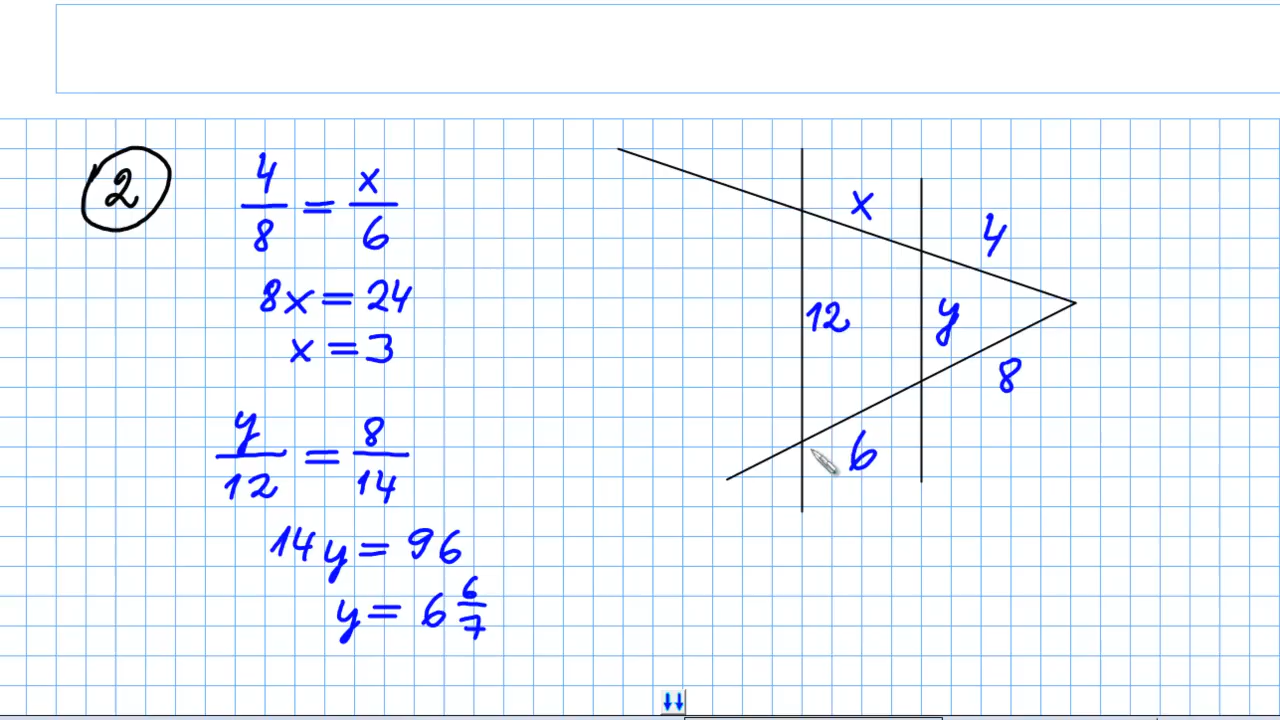 2
4/8 = x/6
8x = 24
x = 3
y/12 = 8/14
14y = 96
y = 6 6/7
x
4
12
y
8
6